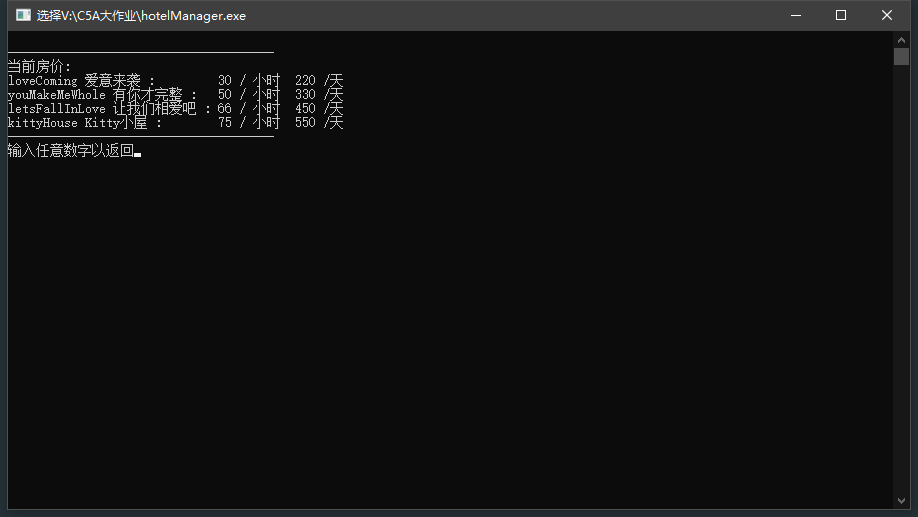 选择V:\C5A大作业\hotelManager.exe
当前房价:
loveComing 爱意来袭 : 30 / 小时 220 /天
youMakeMeWhole 有你才完整 : 50 / 小时 330 /天
letsFallInLove 让我们相爱吧 : 66 / 小时 450 /天
kittyHouse Kitty小屋 : 75 / 小时 550 /天
输入任意数字以返回